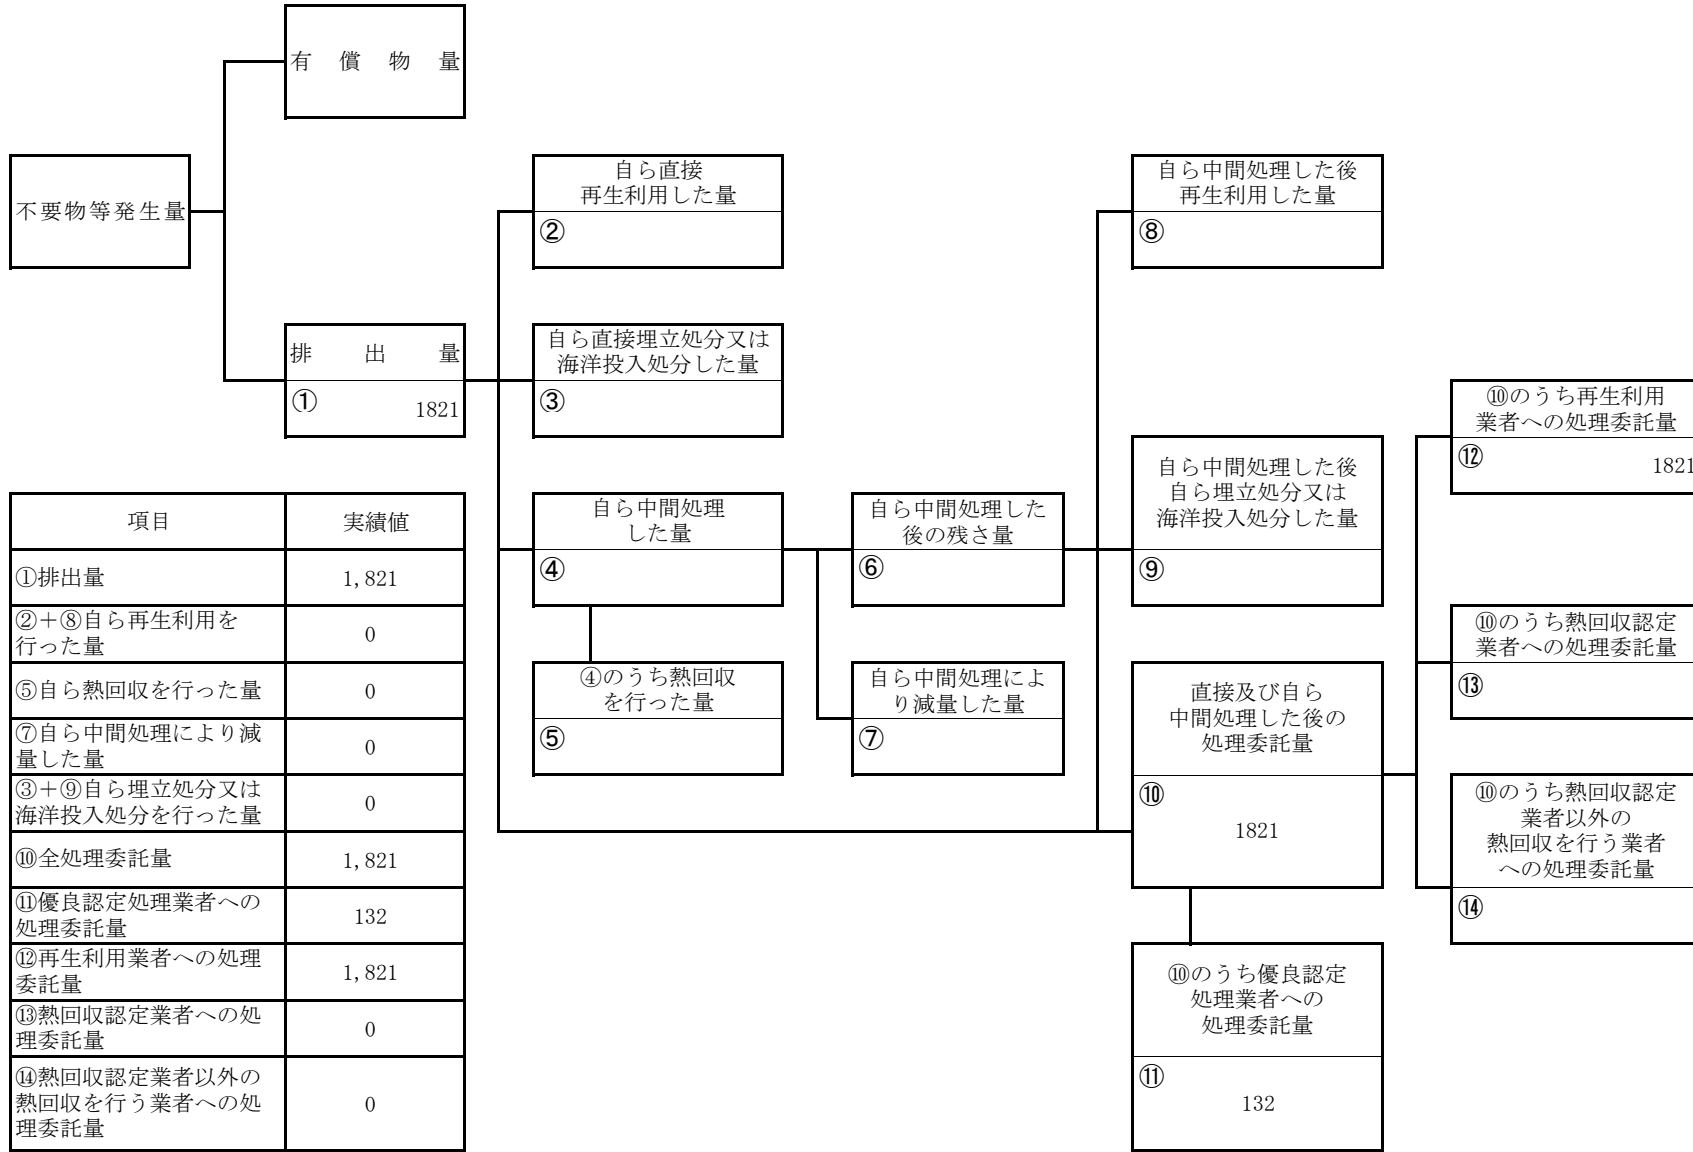 有償物量
不要物等発生量
排出量
①
1821
自ら直接
再生利用した量
②
自ら直接埋立処分又は
海洋投入処分した量
③
自ら中間処理
した量
④
④のうち熱回収
を行った量
⑤
自ら中間処理した
後の残さ量
⑥
自ら中間処理によ
り減量した量
⑦
自ら中間処理した後
再生利用した量
⑧
自ら中間処理した後
自ら埋立処分又は
海洋投入処分した量
⑨
直接及び自ら
中間処理した後の
処理委託量
⑩
1821
⑩のうち優良認定
処理業者への
処理委託量
⑪
132
⑩のうち再生利用
業者への処理委託量
⑫
1821
⑩のうち熱回収認定
業者への処理委託量
⑬
⑩のうち熱回収認定
業者以外の
熱回収を行う業者
への処理委託量
⑭
項目 実績値
①排出量 1,821
②+⑧自ら再生利用を
行った量
0
⑤自ら熱回収を行った量 0
⑦自ら中間処理により減
量した量
0
③+⑨自ら埋立処分又は
海洋投入処分を行った量
0
⑩全処理委託量 1,821
⑪優良認定処理業者への
処理委託量
132
⑫再生利用業者への処理
委託量
1,821
⑬熱回収認定業者への処
理委託量
0
⑭熱回収認定業者以外の
熱回収を行う業者への処
理委託量
0